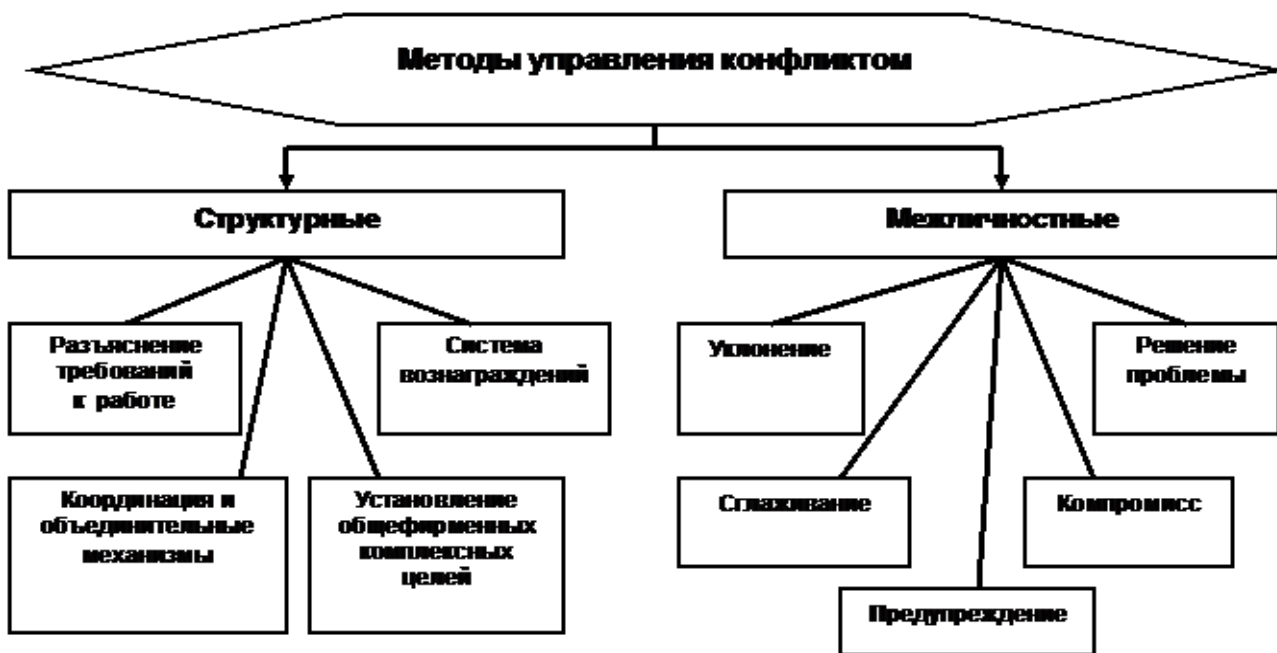 Методы управления конфликтом
Структурные
Межличностные
Разъяснение
требований
к работе
Система
вознаграждений
Уклонение
Решение
проблемы
Координация и
объединительные
механизмы
Установление
общефирменных
комплексных
целей
Сглаживание
Компромисс
Предупреждение